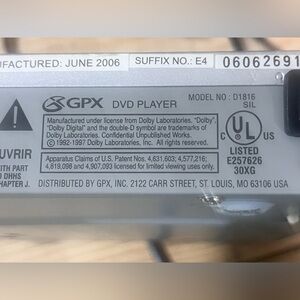 UFACTURED: JUNE 2006 SUFFIX NO.: E4 06062691
GPX DVD PLAYER
MODEL NO: D1816
SIL
Manufactured under license from Dolby Laboratories. "Dolby",
"Dolby Digital" and the double-D symbol are trademarks of
Dolby Laboratories. Confidential Unpublished Works.
© 1992-1997 Dolby Laboratories. All rights reserved.
Apparatus Claims of U.S. Patent Nos. 4,631,603; 4,577,216;
4,819,098 and 4,907,093 licensed for limited viewing uses only.
DISTRIBUTED BY GPX, INC. 2122 CARR STREET, ST. LOUIS, MO 63106 USA
UL
LISTED
E257626
30XG
OUVRIR
WITH PART
DHHS
CHAPTER J.